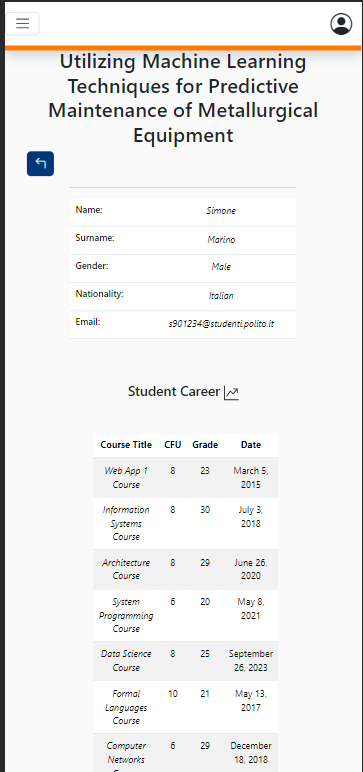 Utilizing Machine Learning
Techniques for Predictive
Maintenance of Metallurgical
Equipment
Name: Simone
Surname: Marino
Gender: Male
Nationality: Italian
Email: s901234@studenti.polito.it
Student Career
Course Title CFU Grade Date
Web App 1 8 23 March 5,
Course 2015
Information 8 30 July 3,
Systems 2018
Course
Architecture 8 29 June 26,
Course 2020
System 6 20 May 8,
Programming 2021
Course
Data Science 8 25 September
Course 26, 2023
Formal 10 21 May 13,
Languages 2017
Course
Computer 6 29 December
Networks 18, 2018